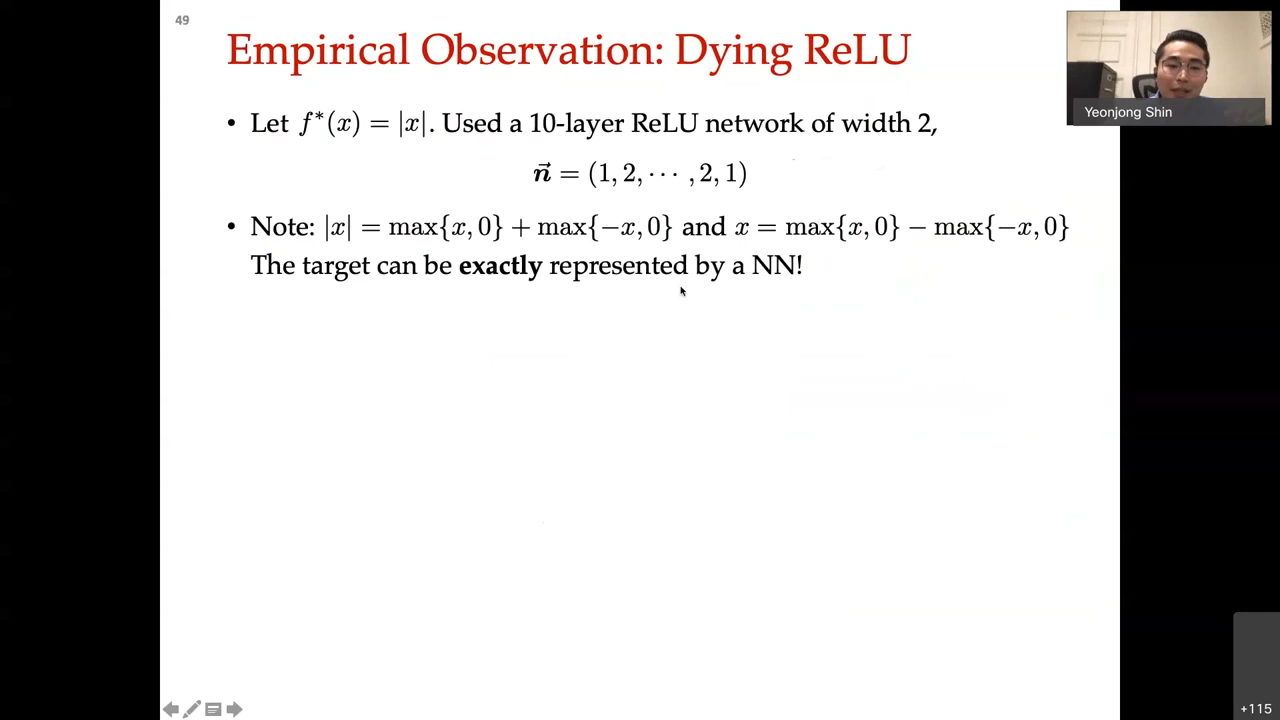 49
Empirical Observation: Dying ReLU
Yeonjong Shin
• Let f*(x) = |x|. Used a 10-layer ReLU network of width 2,
n⃗ = (1, 2, ⋯ , 2, 1)
• Note: |x| = max{x, 0} + max{−x, 0} and x = max{x, 0} − max{−x, 0}
The target can be exactly represented by a NN!
+115